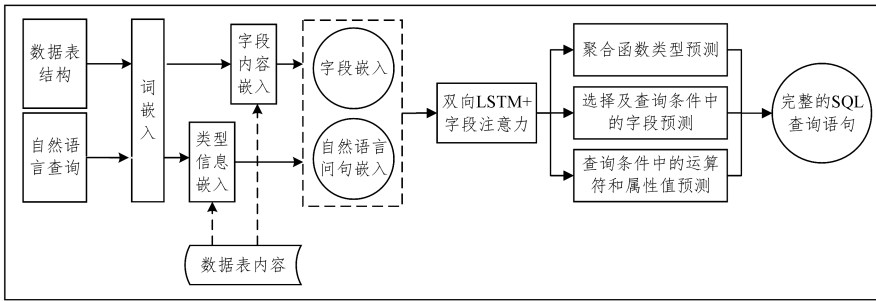 数据表
结构
自然语
言查询
词嵌入
字段
内容
嵌入
类型
信息
嵌入
数据表内容
字段嵌入
自然语言
问句嵌入
双向LSTM+
字段注意力
聚合函数类型预测
选择及查询条件中
的字段预测
查询条件中的运算
符和属性值预测
完整的SQL
查询语句